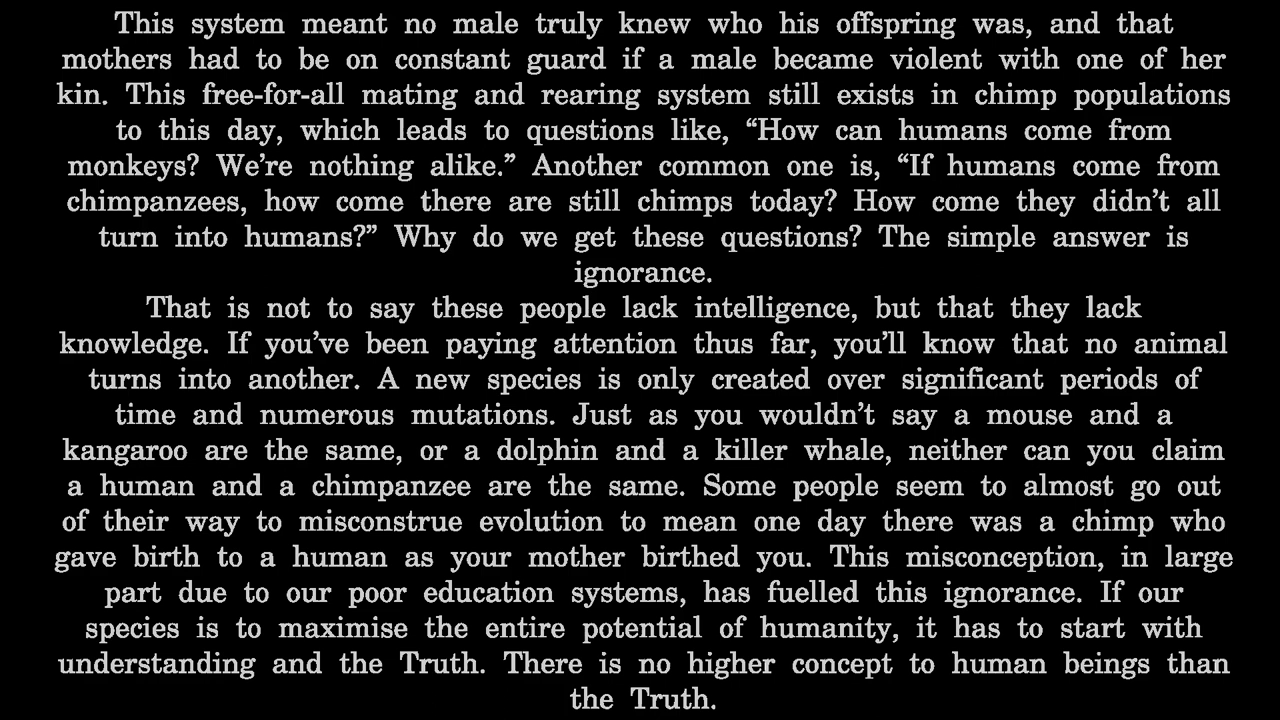 This system meant no male truly knew who his offspring was, and that
mothers had to be on constant guard if a male became violent with one of her
kin. This free-for-all mating and rearing system still exists in chimp populations
to this day, which leads to questions like, “How can humans come from
monkeys? We’re nothing alike.” Another common one is, “If humans come from
chimpanzees, how come there are still chimps today? How come they didn’t all
turn into humans?” Why do we get these questions? The simple answer is
ignorance.
That is not to say these people lack intelligence, but that they lack
knowledge. If you’ve been paying attention thus far, you’ll know that no animal
turns into another. A new species is only created over significant periods of
time and numerous mutations. Just as you wouldn’t say a mouse and a
kangaroo are the same, or a dolphin and a killer whale, neither can you claim
a human and a chimpanzee are the same. Some people seem to almost go out
of their way to misconstrue evolution to mean one day there was a chimp who
gave birth to a human as your mother birthed you. This misconception, in large
part due to our poor education systems, has fuelled this ignorance. If our
species is to maximise the entire potential of humanity, it has to start with
understanding and the Truth. There is no higher concept to human beings than
the Truth.